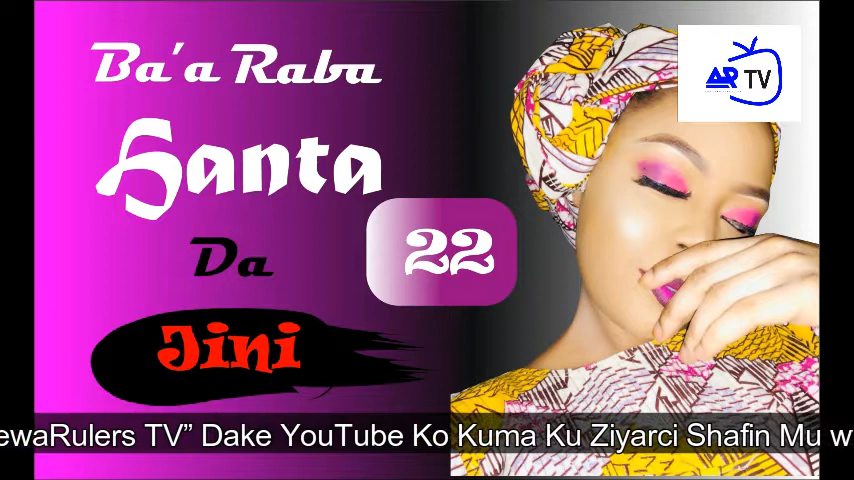 Ba'a Raba
Hanta
Da
Jini
22
AR TV
ewaRulers TV” Dake YouTube Ko Kuma Ku Ziyarci Shafin Mu w